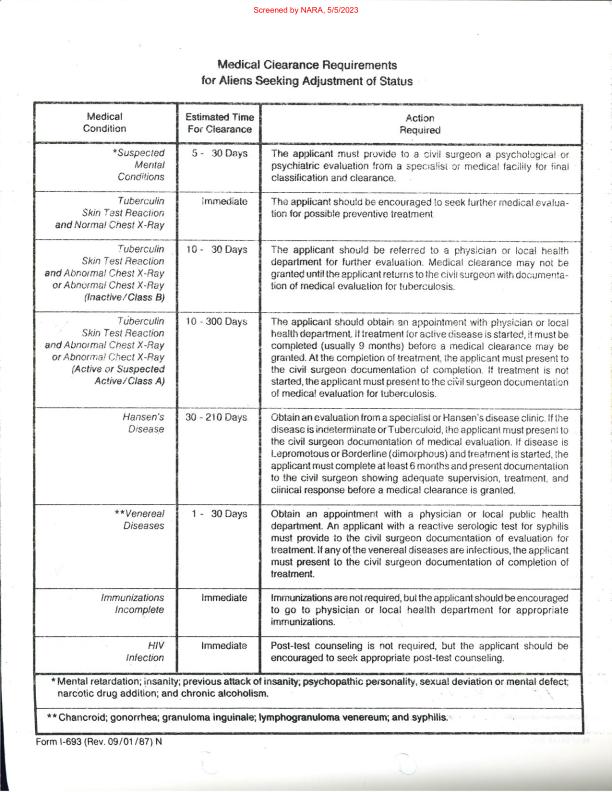 Screened by NARA, 5/5/2023
Medical Clearance Requirements
for Aliens Seeking Adjustment of Status
Medical
Condition
Estimated Time
For Clearance
Action
Required
*Suspected
Mental
Conditions
5 - 30 Days
The applicant must provide to a civil surgeon a psychological or
psychiatric evaluation from a specialist or medical facility for final
classification and clearance.
Tuberculin
Skin Test Reaction
and Normal Chest X-Ray
Immediate
The applicant should be encouraged to seek further medical evalua-
tion for possible preventive treatment
Tuberculin
Skin Test Reaction
and Abnormal Chest X-Ray
or Abnormal Chest X-Ray
(Inactive/Class B)
10 - 30 Days
The applicant should be referred to a physician or local health
department for further evaluation. Medical clearance may not be
granted until the applicant returns to the civil surgeon with documenta-
tion of medical evaluation for tuberculosis.
Tuberculin
Skin Test Reaction
and Abnormal Chest X-Ray
or Abnormal Chect X-Ray
(Active or Suspected
Active/Class A)
10 - 300 Days
The applicant should obtain an appointment with physician or local
health department. If treatment for active disease is started, it must be
completed (usually 9 months) before a medical clearance may be
granted. At the completion of treatment, the applicant must present to
the civil surgeon documentation of completion. If treatment is not
started, the applicant must present to the civil surgeon documentation
of medical evaluation for tuberculosis.
Hansen's
Disease
30 - 210 Days
Obtain an evaluation from a specialist or Hansen's disease clinic. If the
disease is indeterminate or Tuberculoid, the applicant must present to
the civil surgeon documentation of medical evaluation. If disease is
Lepromotous or Borderline (dimorphous) and treatment is started, the
applicant must complete at least 6 months and present documentation
to the civil surgeon showing adequate supervision, treatment, and
clinical response before a medical clearance is granted.
**Venereal
Diseases
1 - 30 Days
Obtain an appointment with a physician or local public health
department. An applicant with a reactive serologic test for syphilis
must provide to the civil surgeon documentation of evaluation for
treatment. If any of the venereal diseases are infectious, the applicant
must present to the civil surgeon documentation of completion of
treatment.
Immunizations
Incomplete
Immediate
Immunizations are not required, but the applicant should be encouraged
to go to physician or local health department for appropriate
immunizations.
HIV
Infection
Immediate
Post-test counseling is not required, but the applicant should be
encouraged to seek appropriate post-test counseling.
* Mental retardation; insanity; previous attack of insanity; psychopathic personality, sexual deviation or mental defect;
narcotic drug addition; and chronic alcoholism.
** Chancroid; gonorrhea; granuloma inguinale; lymphogranuloma venereum; and syphilis.
Form I-693 (Rev. 09/01/87) N